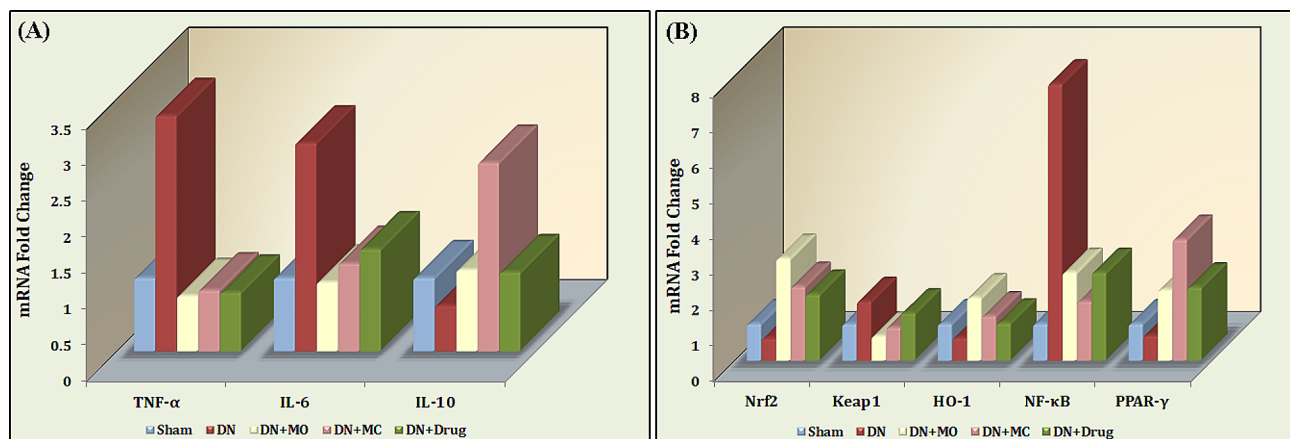 (A)
mRNA Fold Change
3.5
3
2.5
2
1.5
1
0.5
0
TNF-α IL-6 IL-10
Sham DN DN+MO DN+MC DN+Drug
(B)
mRNA Fold Change
8
7
6
5
4
3
2
1
0
Nrf2 Keap1 HO-1 NF-κB PPAR-γ
Sham DN DN+MO DN+MC DN+Drug